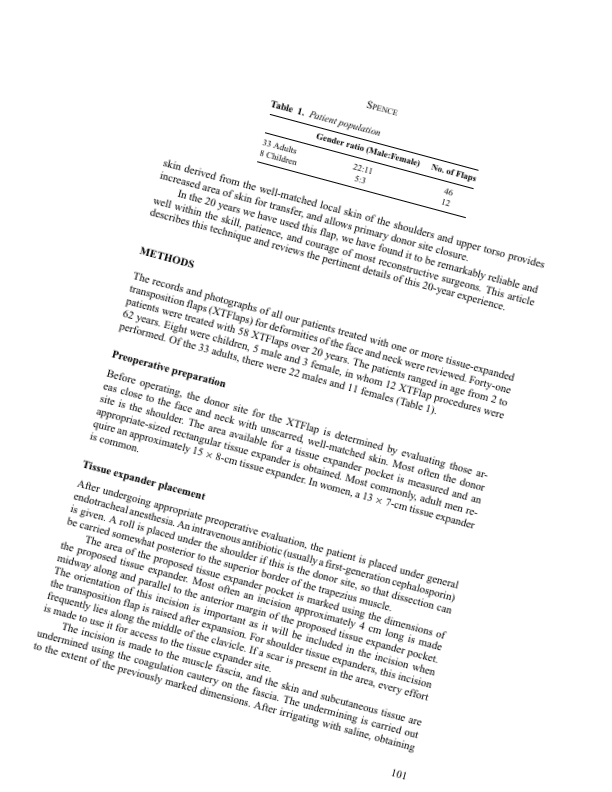 SPENCE
Table 1. Patient population
Gender ratio (Male:Female) No. of Flaps
33 Adults 22:11 46
8 Children 5:3 12
skin derived from the well-matched local skin of the shoulders and upper torso provides
increased area of skin for transfer, and allows primary donor site closure.
In the 20 years we have used this flap, we have found it to be remarkably reliable and
well within the skill, patience, and courage of most reconstructive surgeons. This article
describes this technique and reviews the pertinent details of this 20-year experience.
METHODS
The records and photographs of all our patients treated with one or more tissue-expanded
transposition flaps (XTFlaps) for deformities of the face and neck were reviewed. Forty-one
patients were treated with 58 XTFlaps over 20 years. The patients ranged in age from 2 to
62 years. Eight were children, 5 male and 3 female, in whom 12 XTFlap procedures were
performed. Of the 33 adults, there were 22 males and 11 females (Table 1).
Preoperative preparation
Before operating, the donor site for the XTFlap is determined by evaluating those ar-
eas close to the face and neck with unscarred, well-matched skin. Most often the donor
site is the shoulder. The area available for a tissue expander pocket is measured and an
appropriate-sized rectangular tissue expander is obtained. Most commonly, adult men re-
quire an approximately 15 × 8-cm tissue expander. In women, a 13 × 7-cm tissue expander
is common.
Tissue expander placement
After undergoing appropriate preoperative evaluation, the patient is placed under general
endotracheal anesthesia. An intravenous antibiotic (usually a first-generation cephalosporin)
is given. A roll is placed under the shoulder if this is the donor site, so that dissection can
be carried somewhat posterior to the superior border of the trapezius muscle.
The area of the proposed tissue expander pocket is marked using the dimensions of
the proposed tissue expander. Most often an incision approximately 4 cm long is made
midway along and parallel to the anterior margin of the proposed tissue expander pocket.
The orientation of this incision is important as it will be included in the incision when
the transposition flap is raised after expansion. For shoulder tissue expanders, this incision
frequently lies along the middle of the clavicle. If a scar is present in the area, every effort
is made to use it for access to the tissue expander site.
The incision is made to the muscle fascia, and the skin and subcutaneous tissue are
undermined using the coagulation cautery on the fascia. The undermining is carried out
to the extent of the previously marked dimensions. After irrigating with saline, obtaining
101